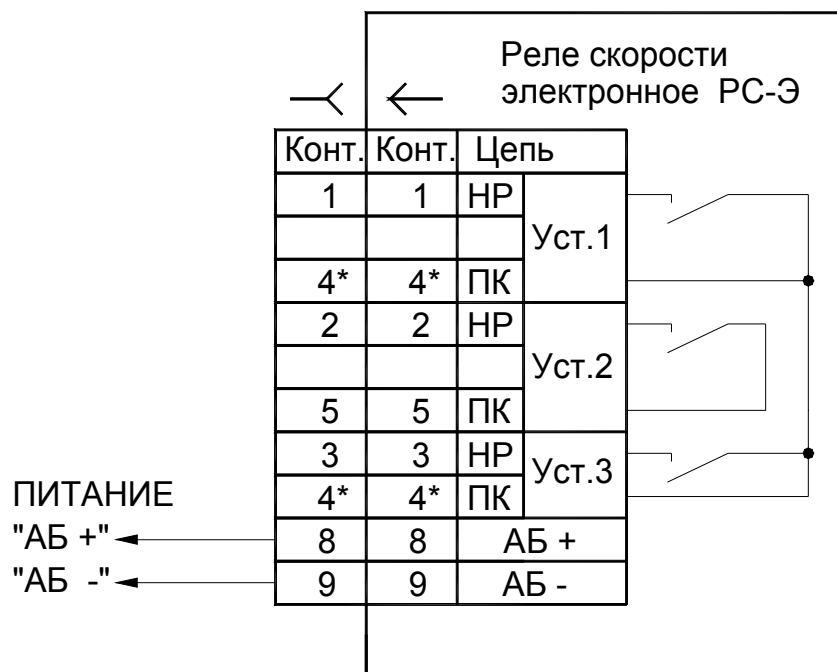 Реле скорости
электронное РС-Э
Конт. Конт. Цепь
1 1 НР
Уст.1
4* 4* ПК
2 2 НР
Уст.2
5 5 ПК
3 3 НР
Уст.3
4* 4* ПК
ПИТАНИЕ
"АБ +" 8 8 АБ +
"АБ -" 9 9 АБ -